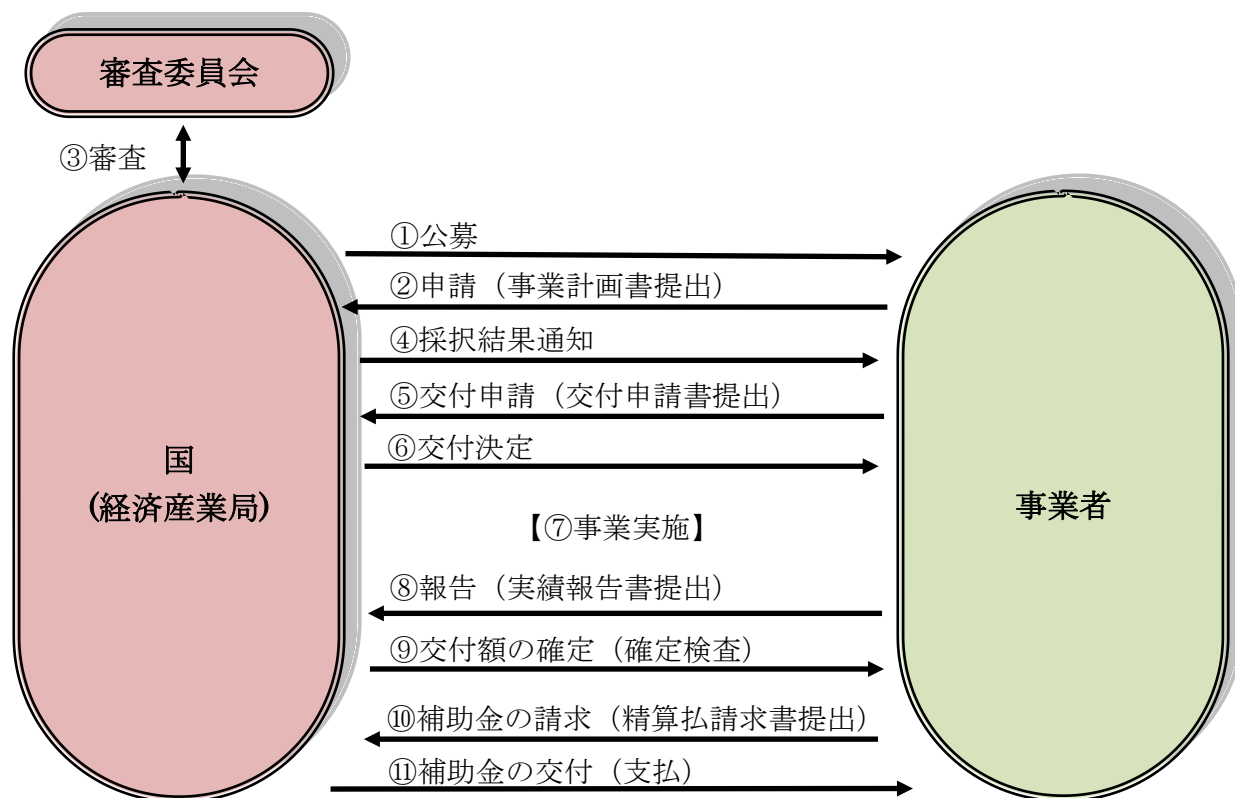 審査委員会
③審査
①公募
②申請（事業計画書提出）
④採択結果通知
⑤交付申請（交付申請書提出）
⑥交付決定
国
(経済産業局)
事業者
【⑦事業実施】
⑧報告（実績報告書提出）
⑨交付額の確定（確定検査）
⑩補助金の請求（精算払請求書提出）
⑪補助金の交付（支払）